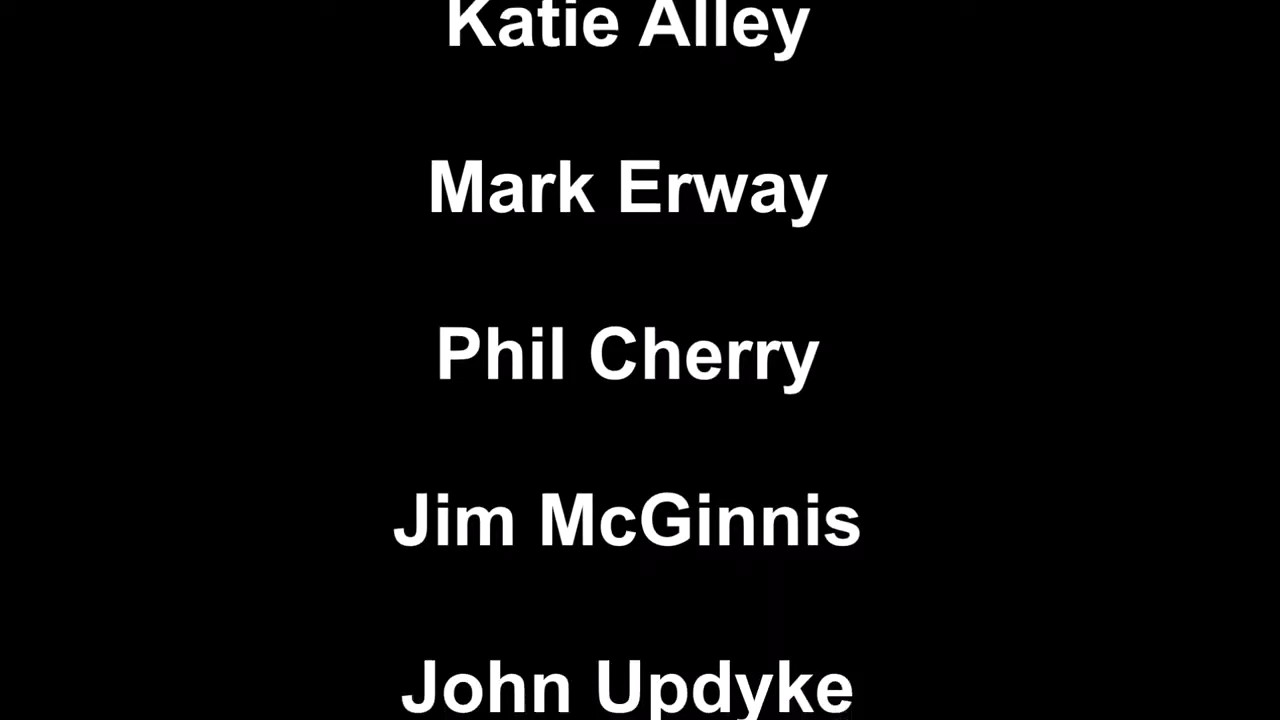 Katie Alley
Mark Erway
Phil Cherry
Jim McGinnis
John Updyke